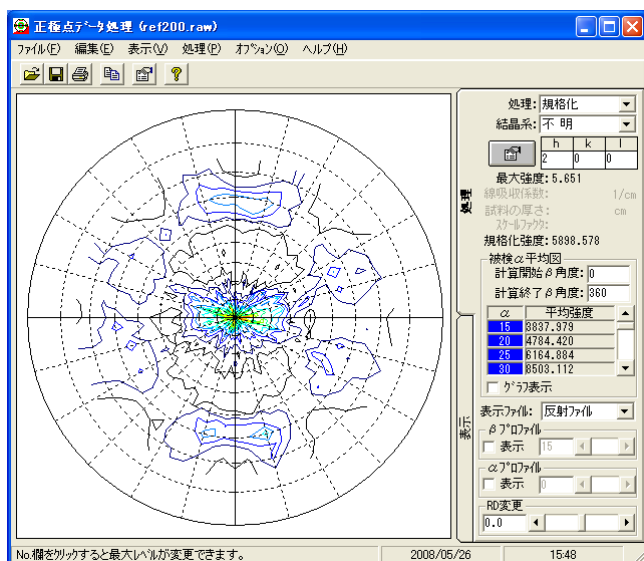 正極点ﾃﾞｰﾀ処理 (ref200.raw)
ﾌｧｲﾙ(F) 編集(E) 表示(V) 処理(P) ｵﾌﾟｼｮﾝ(O) ﾍﾙﾌﾟ(H)
処理
表示
処理: 規格化
結晶系: 不 明
h k l
2 0 0
最大強度: 5.651
線吸収係数: 1/cm
試料の厚さ: cm
ｽｹｰﾙﾌｧｸﾀ:
規格化強度: 5898.578
被検α平均図
計算開始β角度: 0
計算終了β角度: 360
α 平均強度
15 3837.979
20 4784.420
25 6164.884
30 8503.112
ｸﾞﾗﾌ表示
表示ﾌｧｲﾙ: 反射ﾌｧｲﾙ
βﾌﾟﾛﾌｧｲﾙ
表示 15
αﾌﾟﾛﾌｧｲﾙ
表示 0
RD変更
0.0
No.欄をｸﾘｯｸすると最大ﾚﾍﾞﾙが変更できます。 2008/05/26 15:48